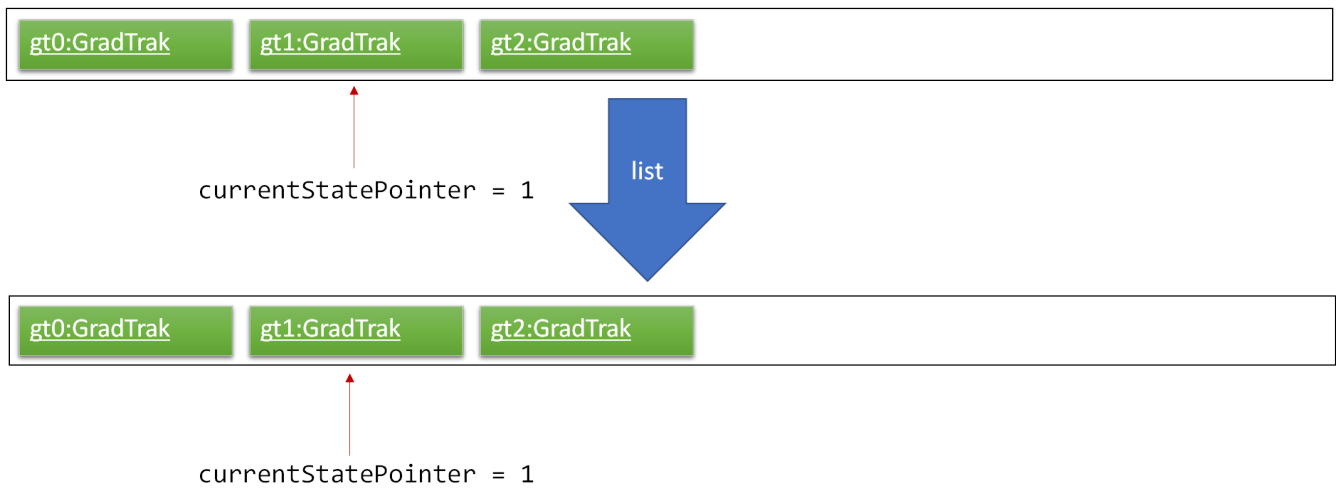 gt0:GradTrak gt1:GradTrak gt2:GradTrak
list
currentStatePointer = 1
gt0:GradTrak gt1:GradTrak gt2:GradTrak
currentStatePointer = 1